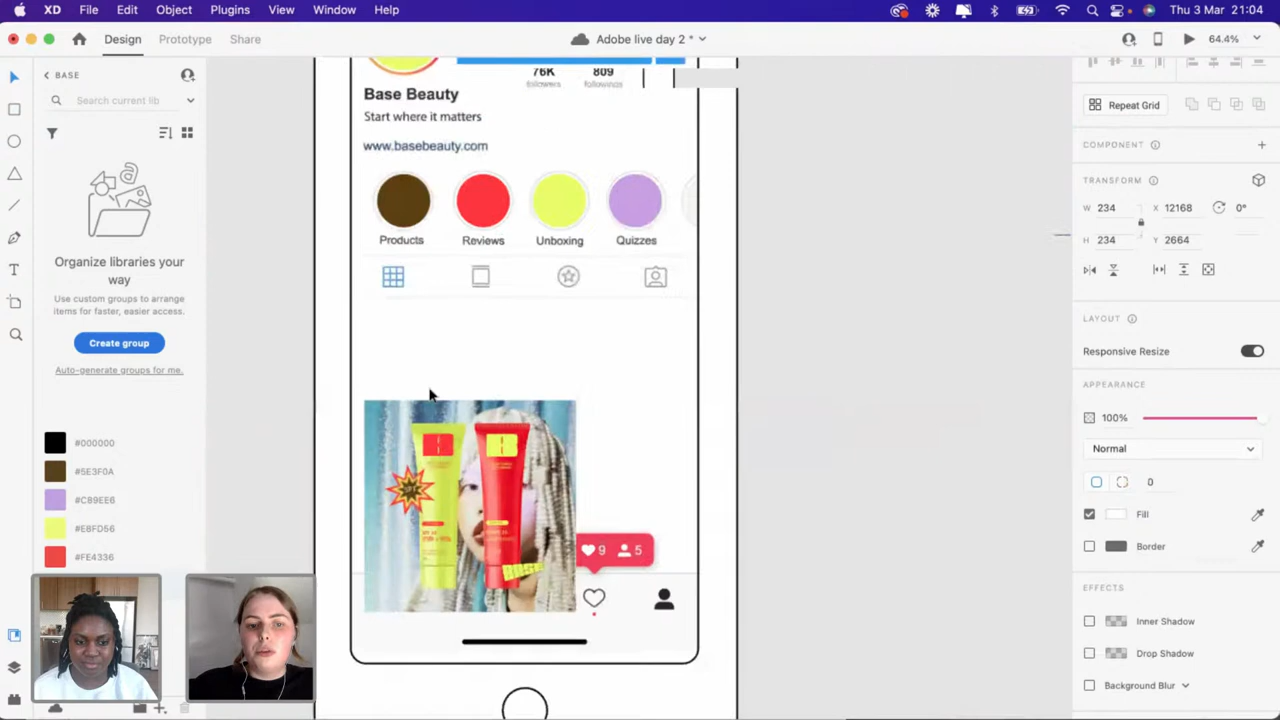 XD File Edit Object Plugins View Window Help Thu 3 Mar 21:04
Design Prototype Share Adobe live day 2 * 64.4%
BASE
Search current lib
Organize libraries your
way
Use custom groups to arrange
items for faster, easier access.
Create group
Auto-generate groups for me.
#000000
#5E3F0A
#C89EE6
#E8FD56
#FE4336
76K 809
followers followings
Base Beauty
Start where it matters
www.basebeauty.com
Products Reviews Unboxing Quizzes
B B
BASE
9 5
Repeat Grid
COMPONENT
TRANSFORM
W 234 X 12168 0°
H 234 Y 2664
LAYOUT
Responsive Resize
APPEARANCE
100%
Normal
0
Fill
Border
EFFECTS
Inner Shadow
Drop Shadow
Background Blur